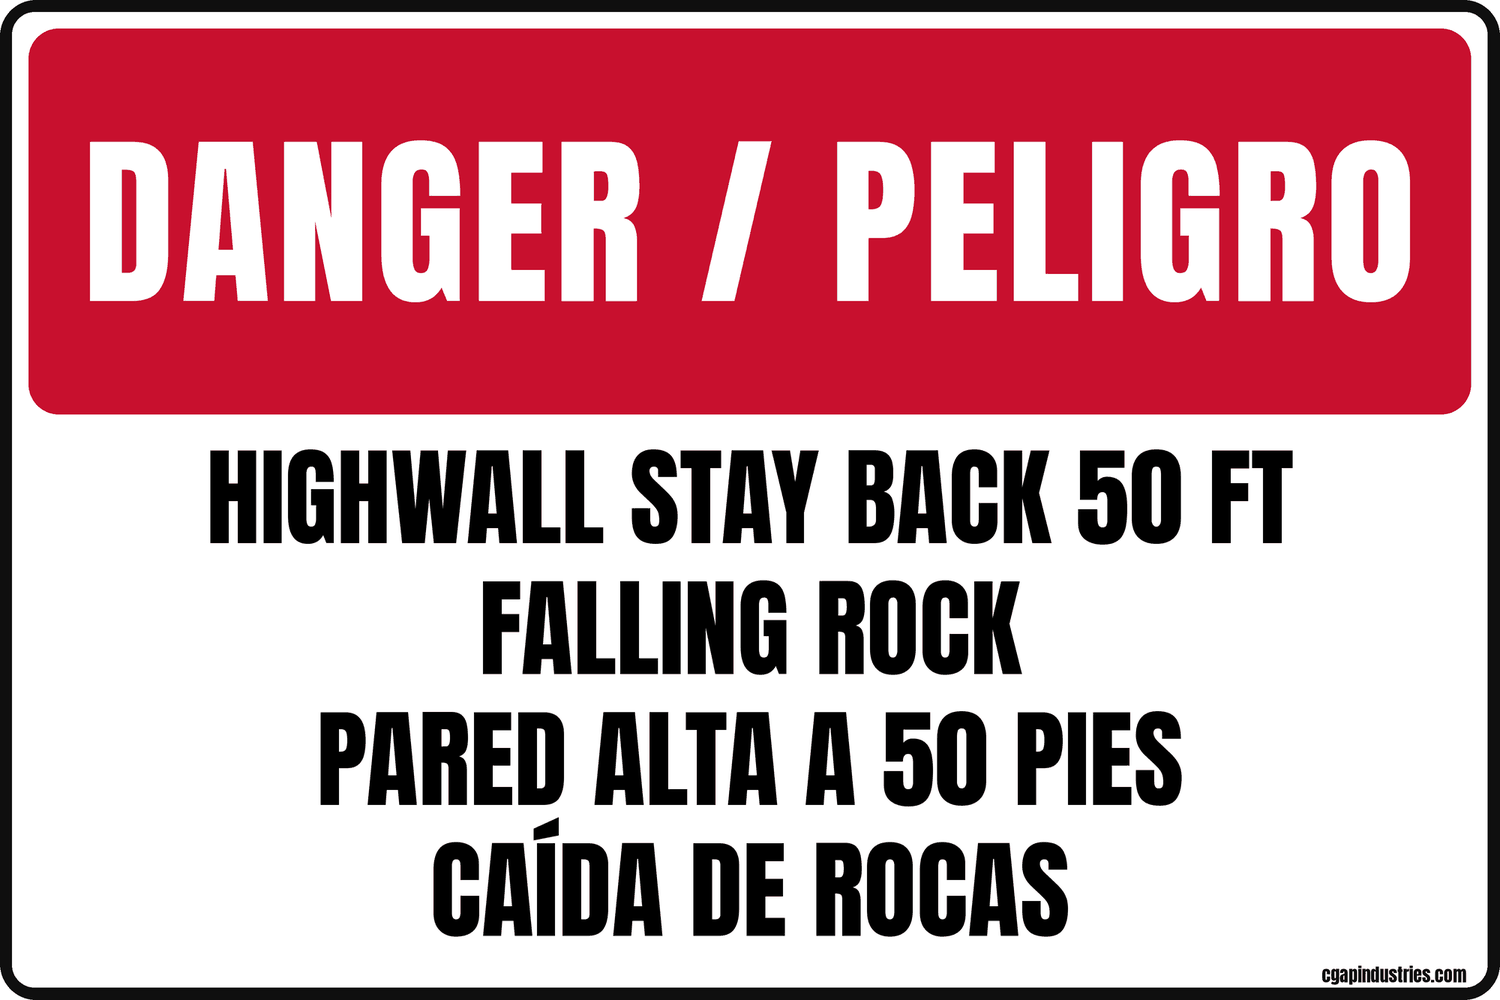 DANGER / PELIGRO
HIGHWALL STAY BACK 50 FT
FALLING ROCK
PARED ALTA A 50 PIES
CAÍDA DE ROCAS
cgapindustries.com